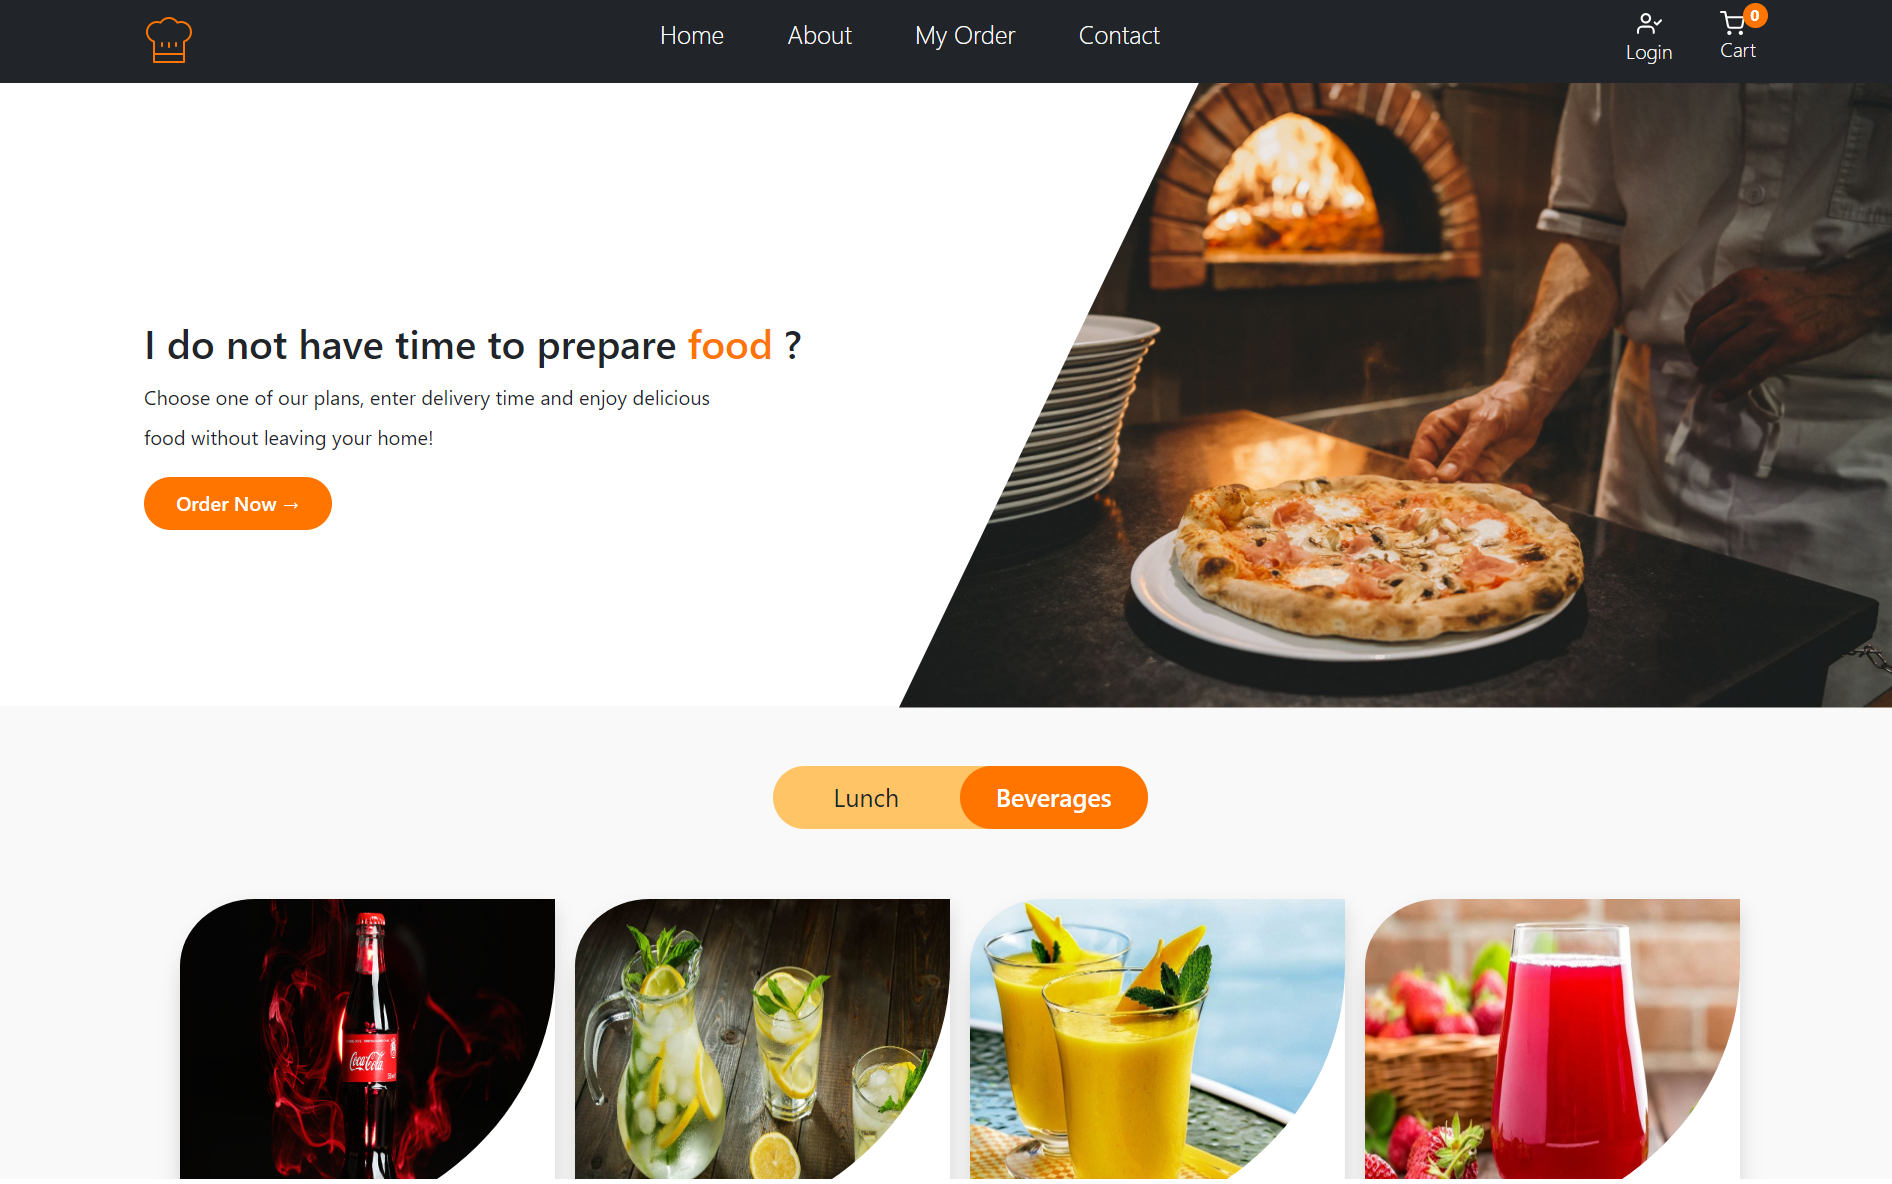 Home
About
My Order
Contact
Login
0
Cart
I do not have time to prepare food ?
Choose one of our plans, enter delivery time and enjoy delicious
food without leaving your home!
Order Now →
Lunch
Beverages
Coca-Cola